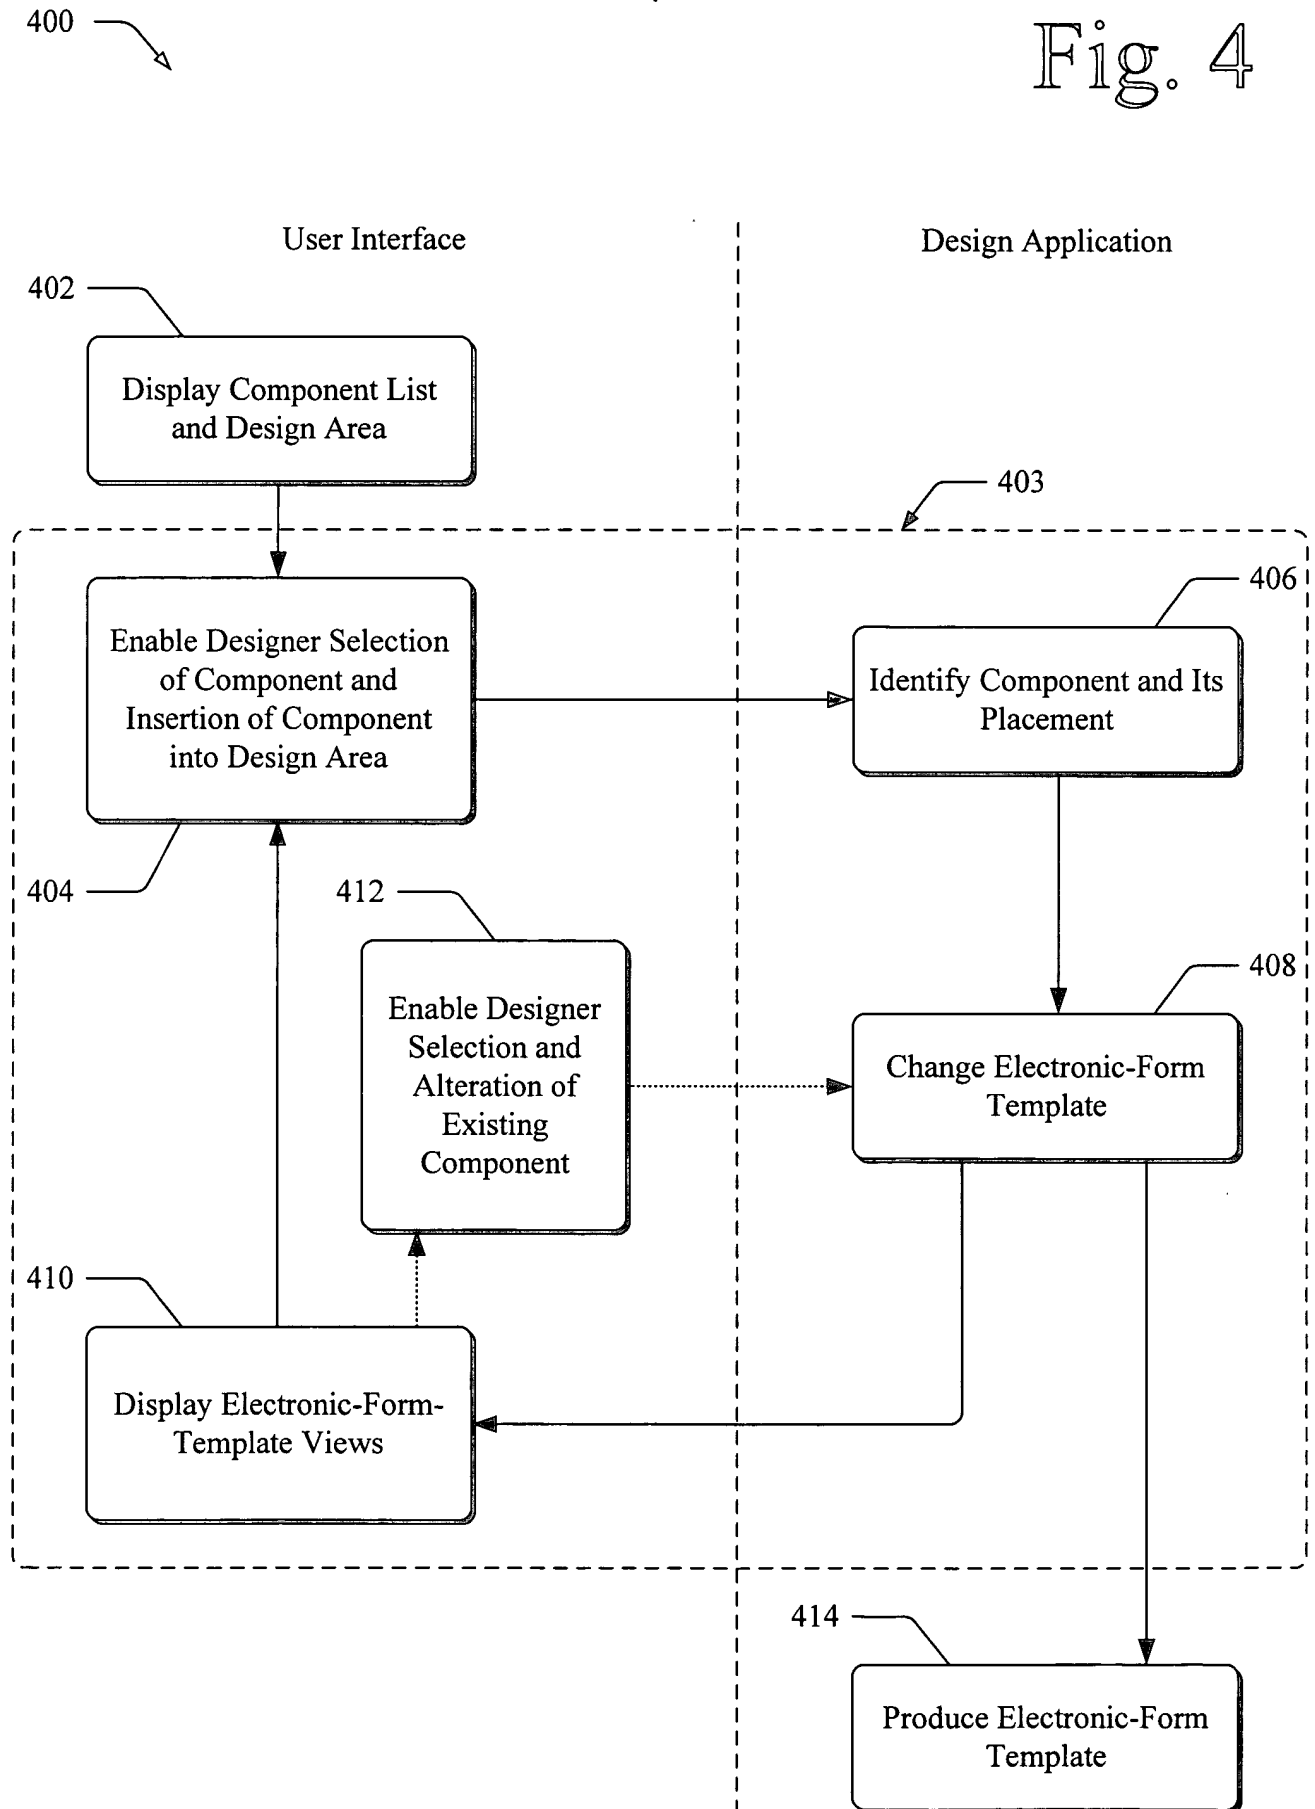 400
Fig. 4
User Interface
Design Application
402
Display Component List
and Design Area
403
406
Enable Designer Selection
of Component and
Insertion of Component
into Design Area
Identify Component and Its
Placement
404
412
408
Enable Designer
Selection and
Alteration of
Existing
Component
Change Electronic-Form
Template
410
Display Electronic-Form-
Template Views
414
Produce Electronic-Form
Template